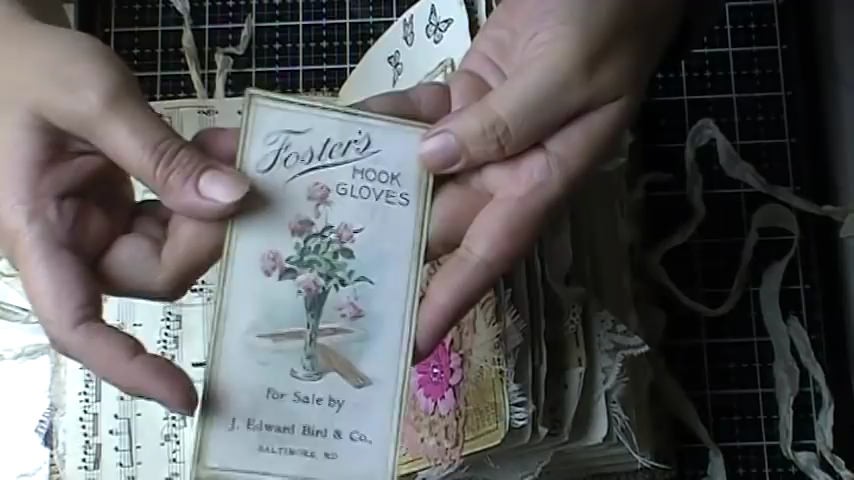 Foster's
HOOK
GLOVES
For Sale by
J. Edward Bird & Co.
BALTIMORE, MD